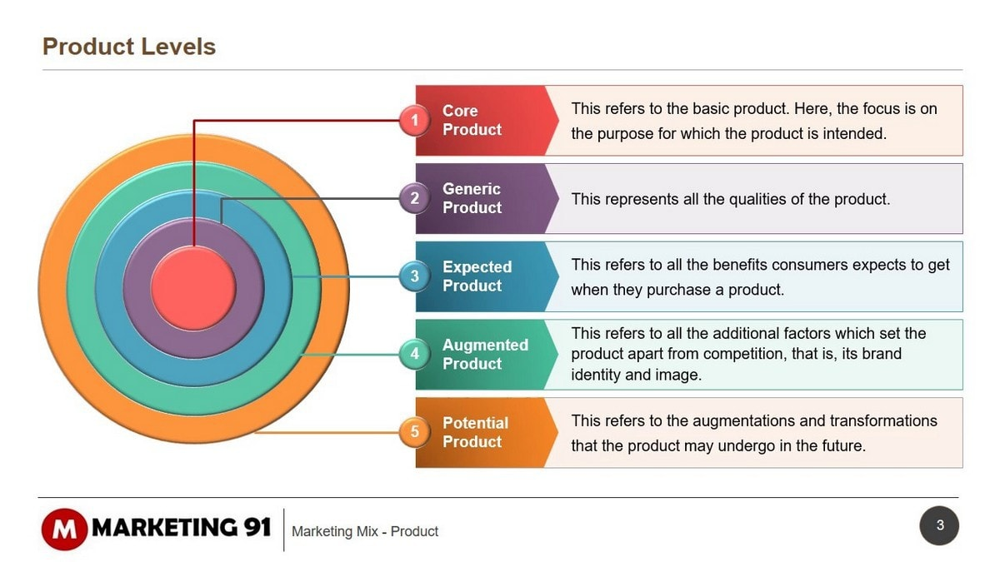 Product Levels
1
Core
Product
This refers to the basic product. Here, the focus is on
the purpose for which the product is intended.
2
Generic
Product
This represents all the qualities of the product.
3
Expected
Product
This refers to all the benefits consumers expects to get
when they purchase a product.
4
Augmented
Product
This refers to all the additional factors which set the
product apart from competition, that is, its brand
identity and image.
5
Potential
Product
This refers to the augmentations and transformations
that the product may undergo in the future.
M MARKETING 91
Marketing Mix - Product
3